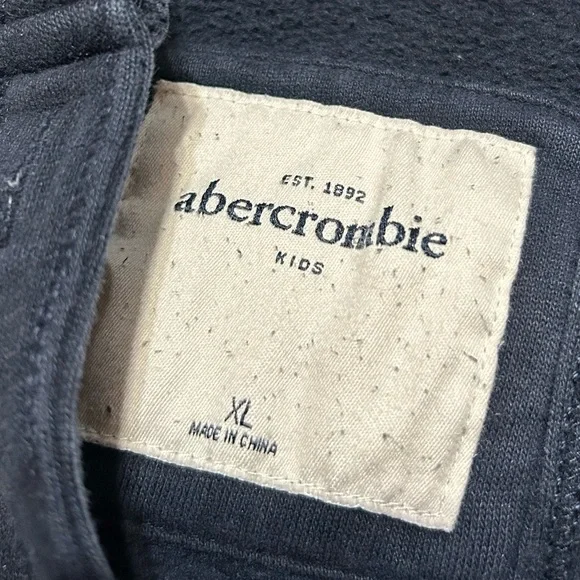 EST. 1892
abercrombie
KIDS
XL
MADE IN CHINA